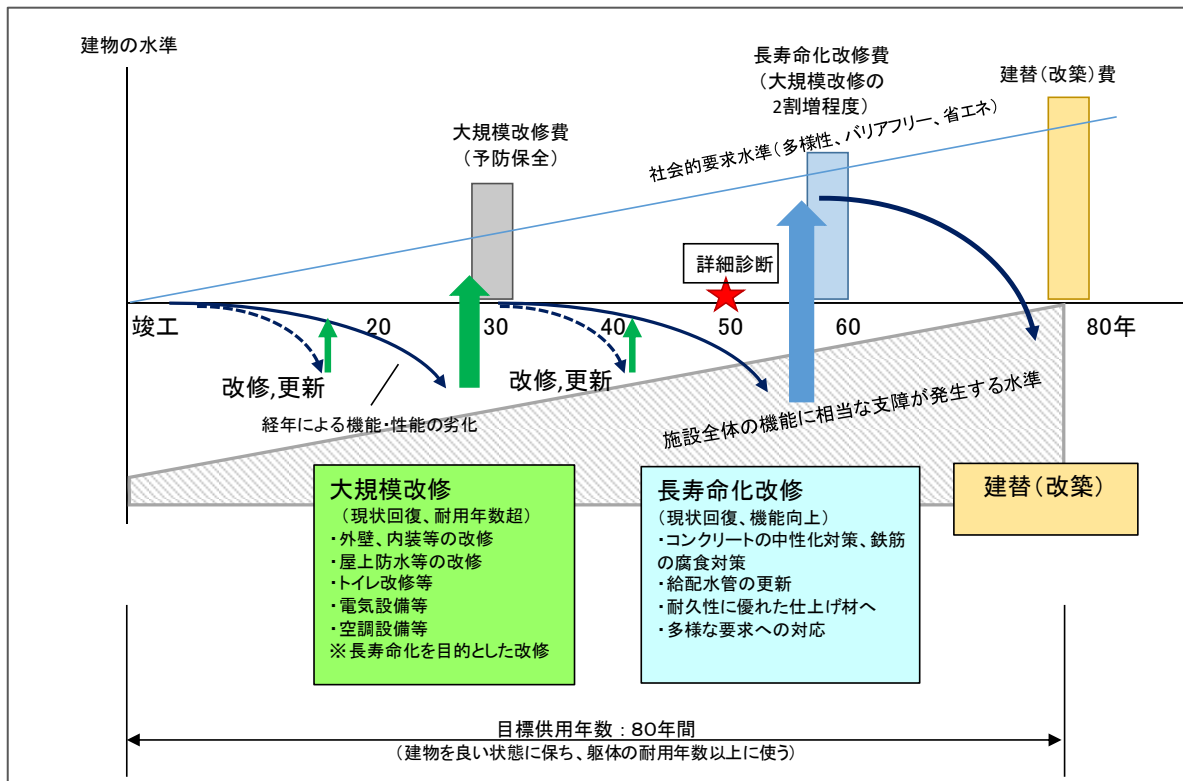 建物の水準
長寿命化改修費
（大規模改修の
2割増程度）
建替（改築）費
大規模改修費
（予防保全）
社会的要求水準（多様性、バリアフリー、省エネ）
詳細診断
竣工
20
30
40
50
60
80年
改修,更新
改修,更新
経年による機能・性能の劣化
施設全体の機能に相当な支障が発生する水準
大規模改修
（現状回復、耐用年数超）
・外壁、内装等の改修
・屋上防水等の改修
・トイレ改修等
・電気設備等
・空調設備等
※長寿命化を目的とした改修
長寿命化改修
（現状回復、機能向上）
・コンクリートの中性化対策、鉄筋
の腐食対策
・給配水管の更新
・耐久性に優れた仕上げ材へ
・多様な要求への対応
建替（改築）
目標供用年数：80年間
（建物を良い状態に保ち、躯体の耐用年数以上に使う）